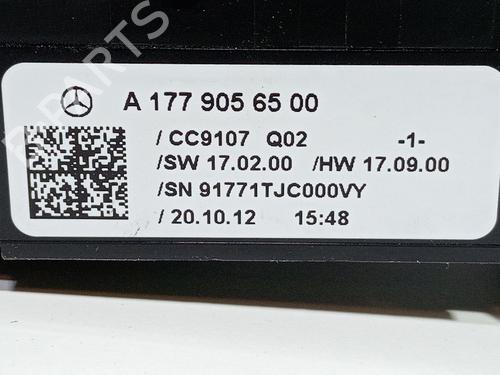 A 177 905 65 00
/ CC9107 Q02 -1-
/SW 17.02.00 /HW 17.09.00
/SN 91771TJC000VY
/ 20.10.12 15:48
PARTS